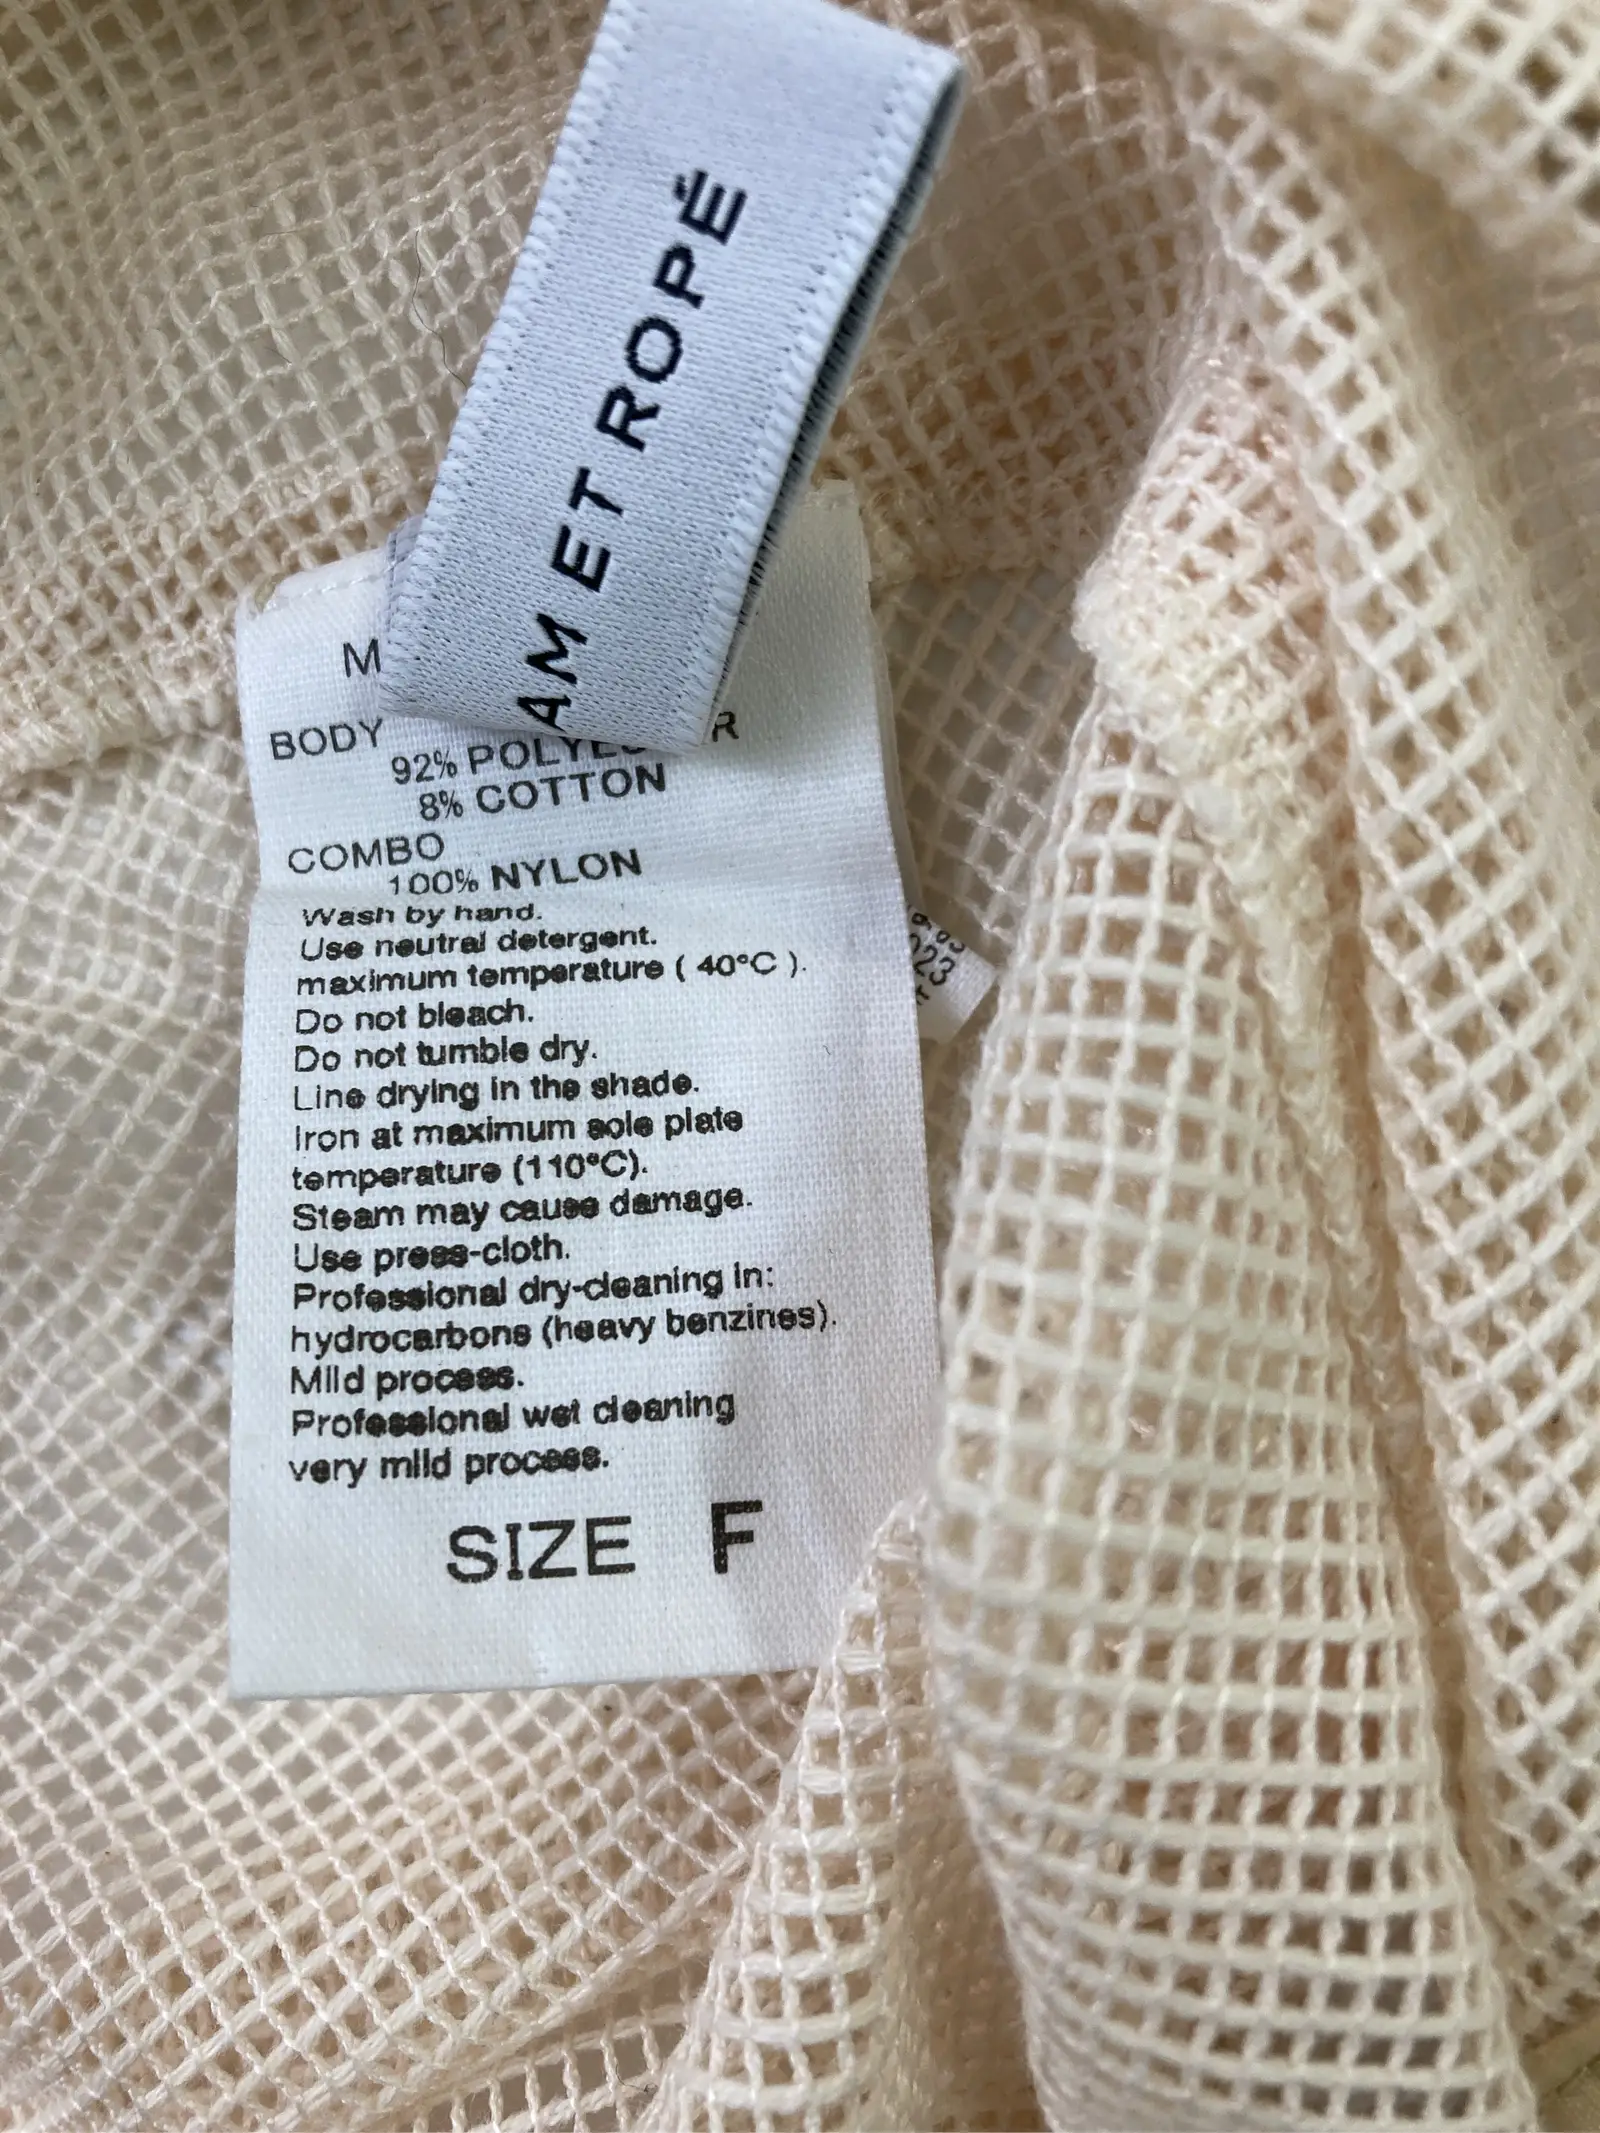 AMETROPÉ
M
BODY
92% POLYE R
8% COTTON
COMBO
100% NYLON
Wash by hand.
Use neutral detergent.
maximum temperature ( 40°C ).
Do not bleach.
Do not tumble dry.
Line drying in the shade.
Iron at maximum sole plate
temperature (110°C).
Steam may cause damage.
Use press-cloth.
Professional dry-cleaning in:
hydrocarbons (heavy benzines).
Mild process.
Professional wet cleaning
very mild process.
SIZE F
023